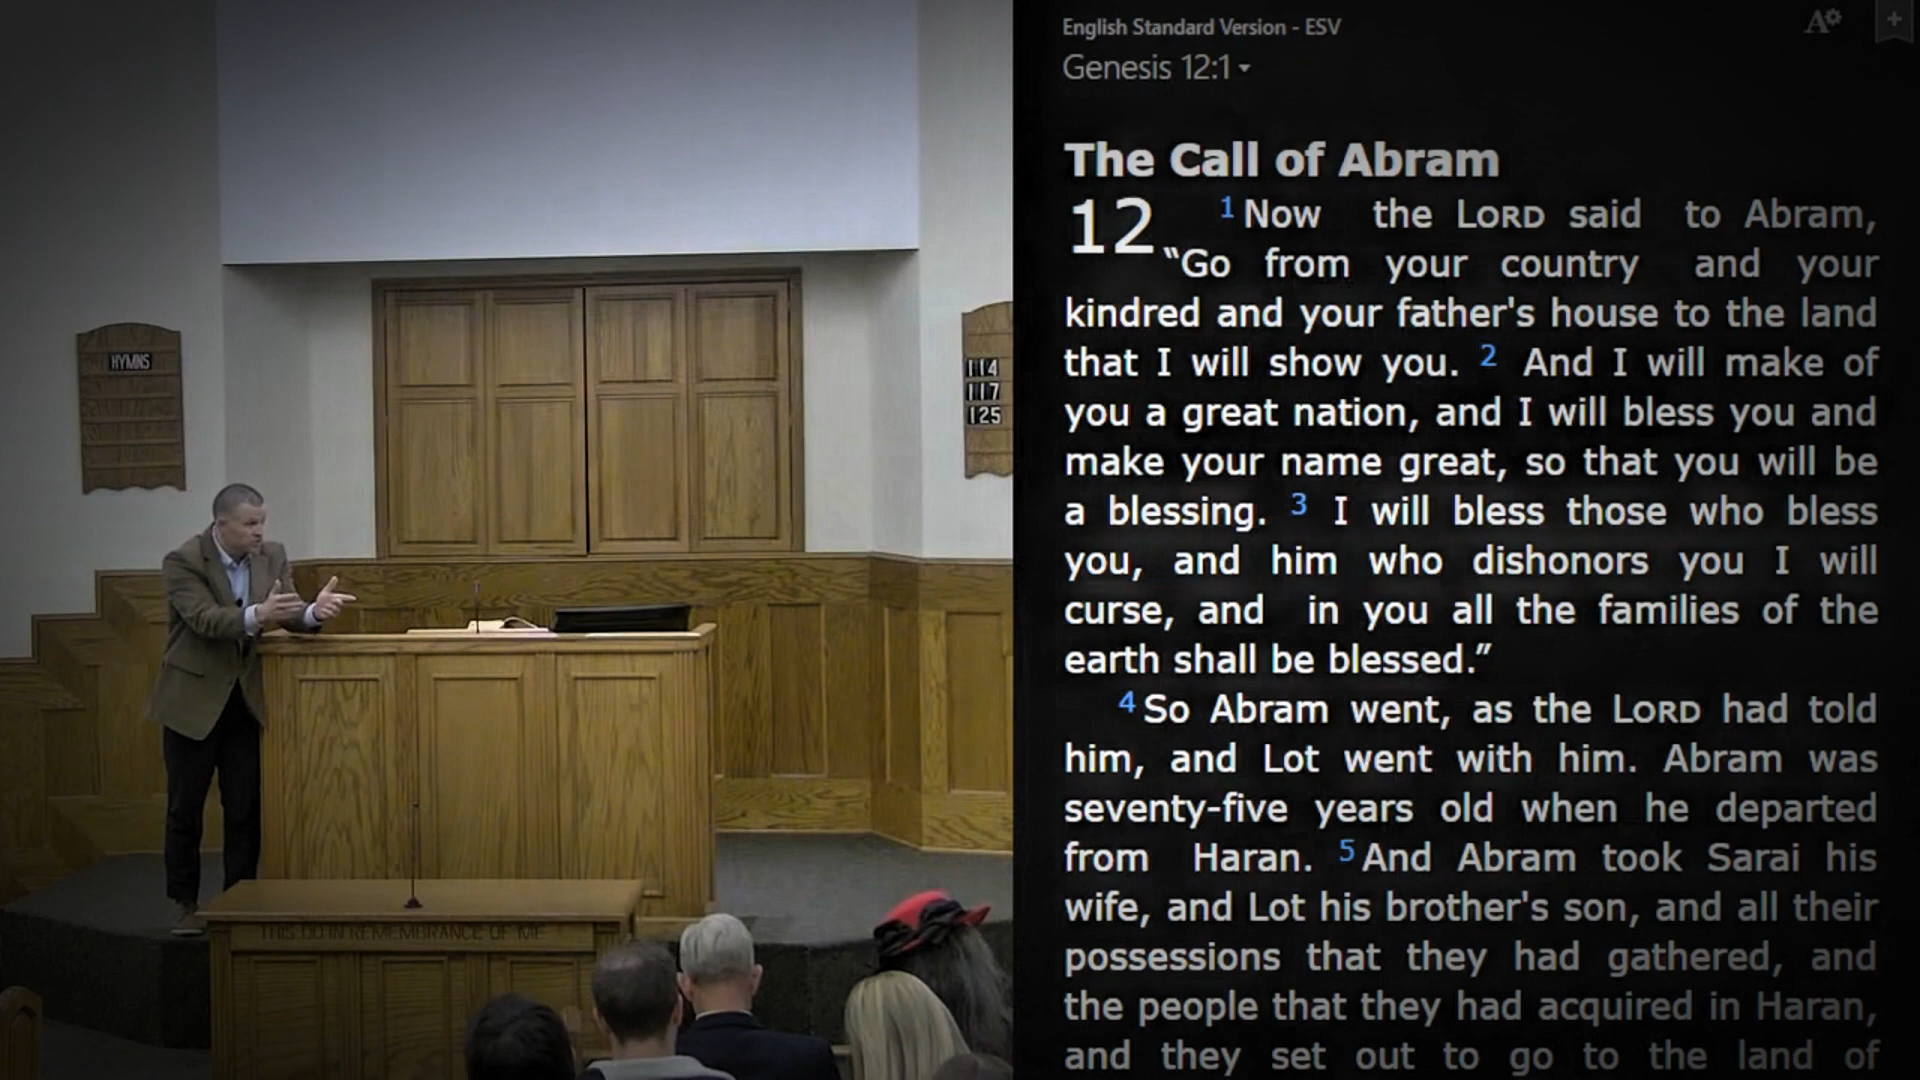 HYMNS
114
117
125
THIS DO IN REMEMBRANCE OF ME
English Standard Version - ESV
Genesis 12:1
The Call of Abram
12 1 Now the LORD said to Abram,
“Go from your country and your
kindred and your father's house to the land
that I will show you. 2 And I will make of
you a great nation, and I will bless you and
make your name great, so that you will be
a blessing. 3 I will bless those who bless
you, and him who dishonors you I will
curse, and in you all the families of the
earth shall be blessed.”
4 So Abram went, as the LORD had told
him, and Lot went with him. Abram was
seventy-five years old when he departed
from Haran. 5 And Abram took Sarai his
wife, and Lot his brother's son, and all their
possessions that they had gathered, and
the people that they had acquired in Haran,
and they set out to go to the land of